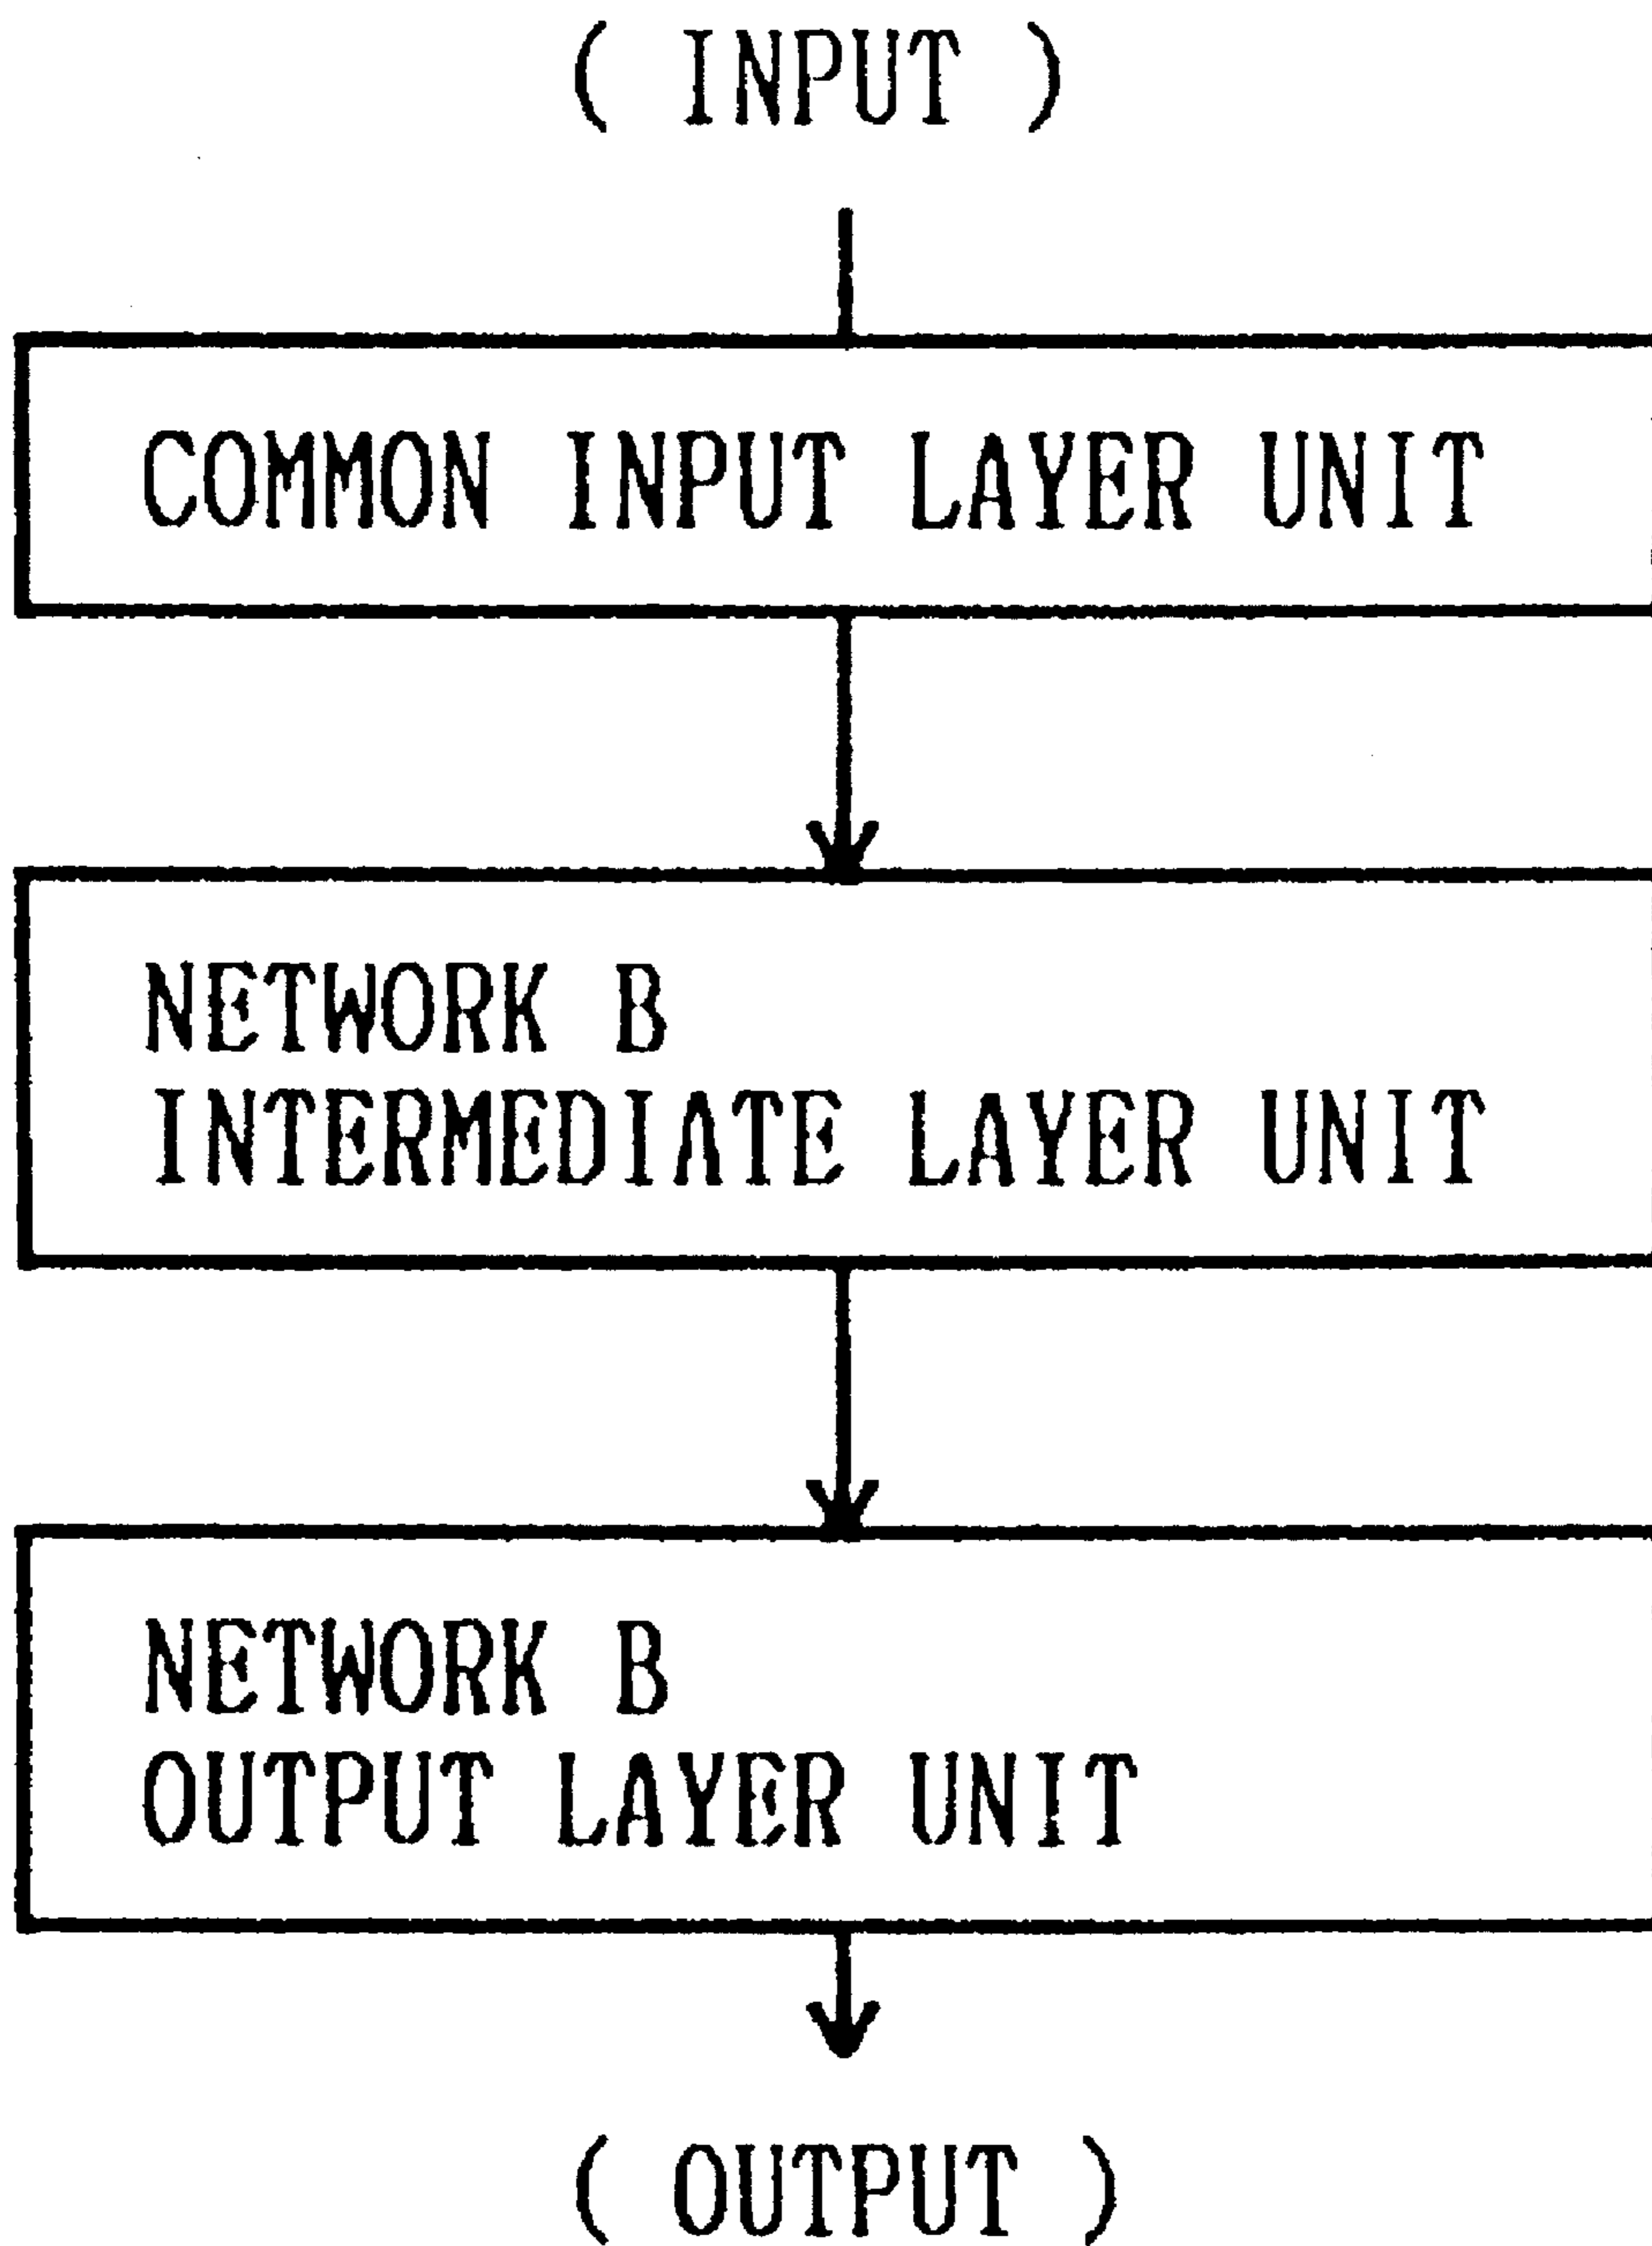 ( INPUT )
COMMON INPUT LAYER UNIT
NETWORK B
INTERMEDIATE LAYER UNIT
NETWORK B
OUTPUT LAYER UNIT
( OUTPUT )